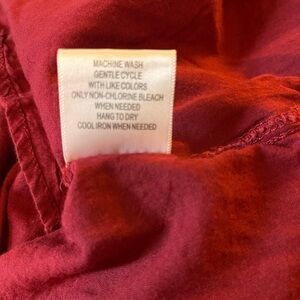 MACHINE WASH
GENTLE CYCLE
WITH LIKE COLORS
ONLY NON-CHLORINE BLEACH
WHEN NEEDED
HANG TO DRY
COOL IRON WHEN NEEDED